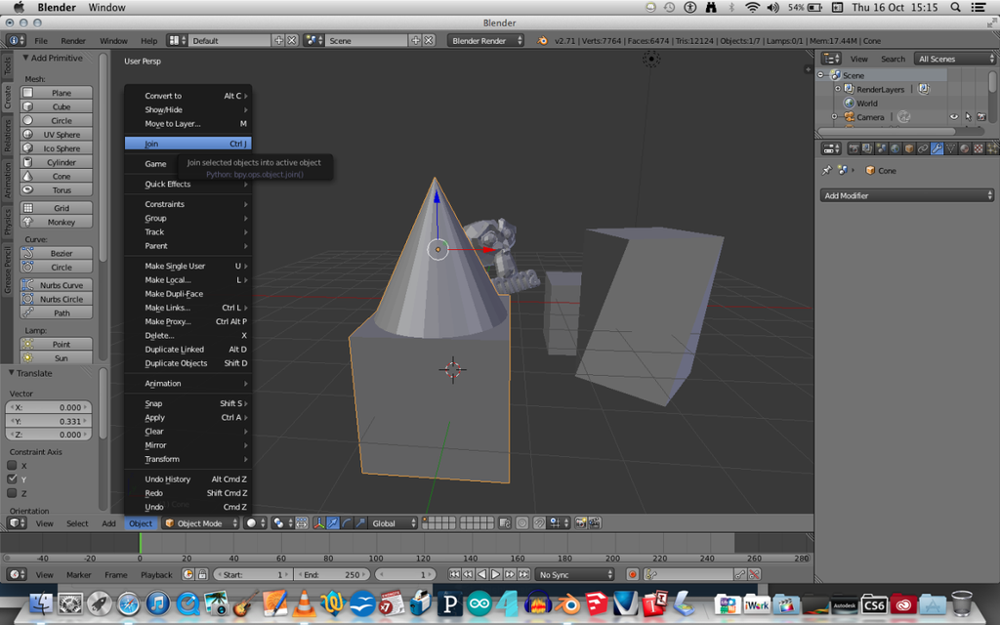 Blender Window 54% Thu 16 Oct 15:15
Blender
File Render Window Help Default Scene Blender Render v2.71 | Verts:7764 | Faces:6474 | Tris:12124 | Objects:1/7 | Lamps:0/1 | Mem:17.44M | Cone
Tools
Create
Relations
Animation
Physics
Grease Pencil
Add Primitive
Mesh:
Plane
Cube
Circle
UV Sphere
Ico Sphere
Cylinder
Cone
Torus
Grid
Monkey
Curve:
Bezier
Circle
Nurbs Curve
Nurbs Circle
Path
Lamp:
Point
Sun
Translate
Vector
X: 0.000
Y: 0.331
Z: 0.000
Constraint Axis
X
Y
Z
Orientation
User Persp
Convert to Alt C
Show/Hide
Move to Layer... M
Join Ctrl J
Join selected objects into active object
Python: bpy.ops.object.join()
Game
Quick Effects
Constraints
Group
Track
Parent
Make Single User U
Make Local... L
Make Dupli-Face
Make Links... Ctrl L
Make Proxy... Ctrl Alt P
Delete... X
Duplicate Linked Alt D
Duplicate Objects Shift D
Animation
Snap Shift S
Apply Ctrl A
Clear
Mirror
Transform
Undo History Alt Cmd Z
Redo Shift Cmd Z
Undo Cmd Z
View Select Add Object Object Mode Global
View Search All Scenes
Scene
RenderLayers
World
Camera
Cone
Add Modifier
-40 -20 0 20 40 60 80 100 120 140 160 180 200 220 240 260 280
View Marker Frame Playback Start: 1 End: 250 1 No Sync
iWork
Autodesk
CS6